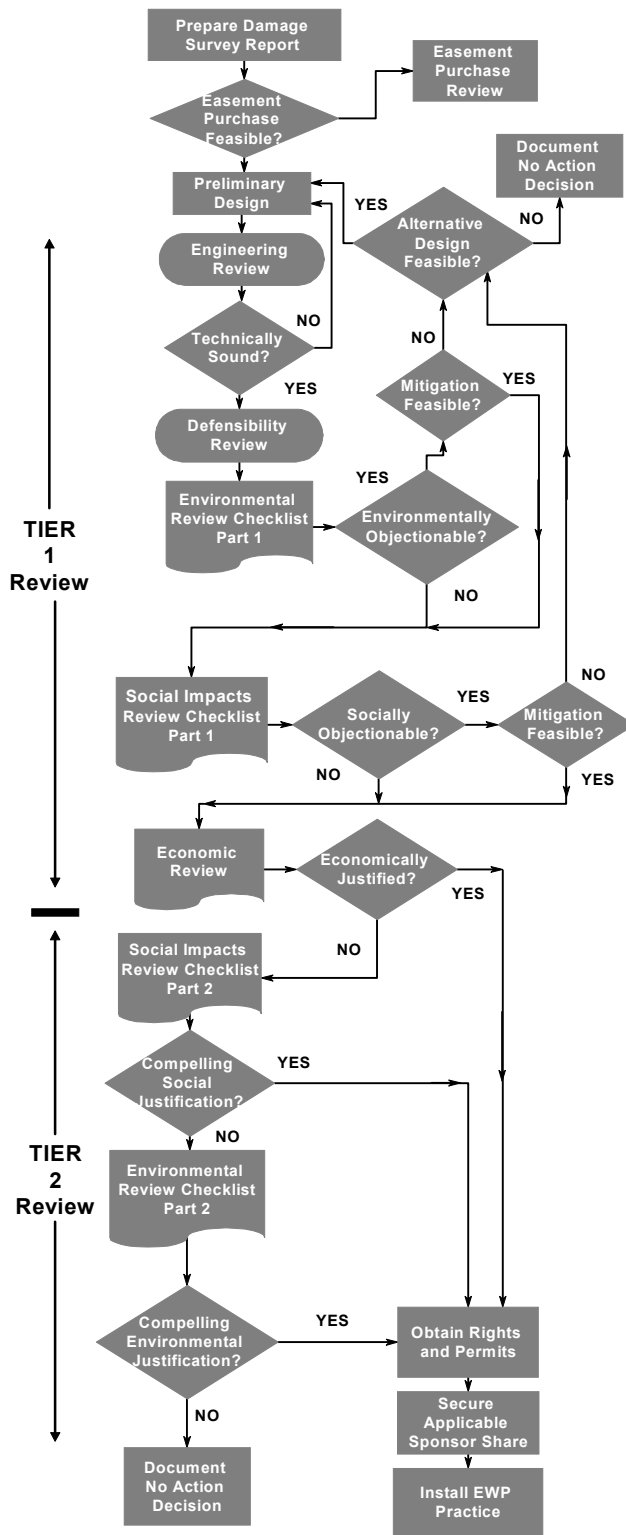 Prepare Damage
Survey Report
Easement
Purchase
Review
Easement
Purchase
Feasible?
Document
No Action
Decision
Preliminary
Design
YES
Alternative
Design
Feasible?
NO
Engineering
Review
NO
Technically
Sound?
NO
YES
Mitigation
Feasible?
YES
Defensibility
Review
YES
Environmental
Review Checklist
Part 1
Environmentally
Objectionable?
NO
TIER
1
Review
Social Impacts
Review Checklist
Part 1
Socially
Objectionable?
YES
NO
Mitigation
Feasible?
NO
YES
Economic
Review
Economically
Justified?
YES
NO
Social Impacts
Review Checklist
Part 2
Compelling
Social
Justification?
YES
NO
TIER
2
Review
Environmental
Review Checklist
Part 2
Compelling
Environmental
Justification?
YES
Obtain Rights
and Permits
NO
Secure
Applicable
Sponsor Share
Document
No Action
Decision
Install EWP
Practice